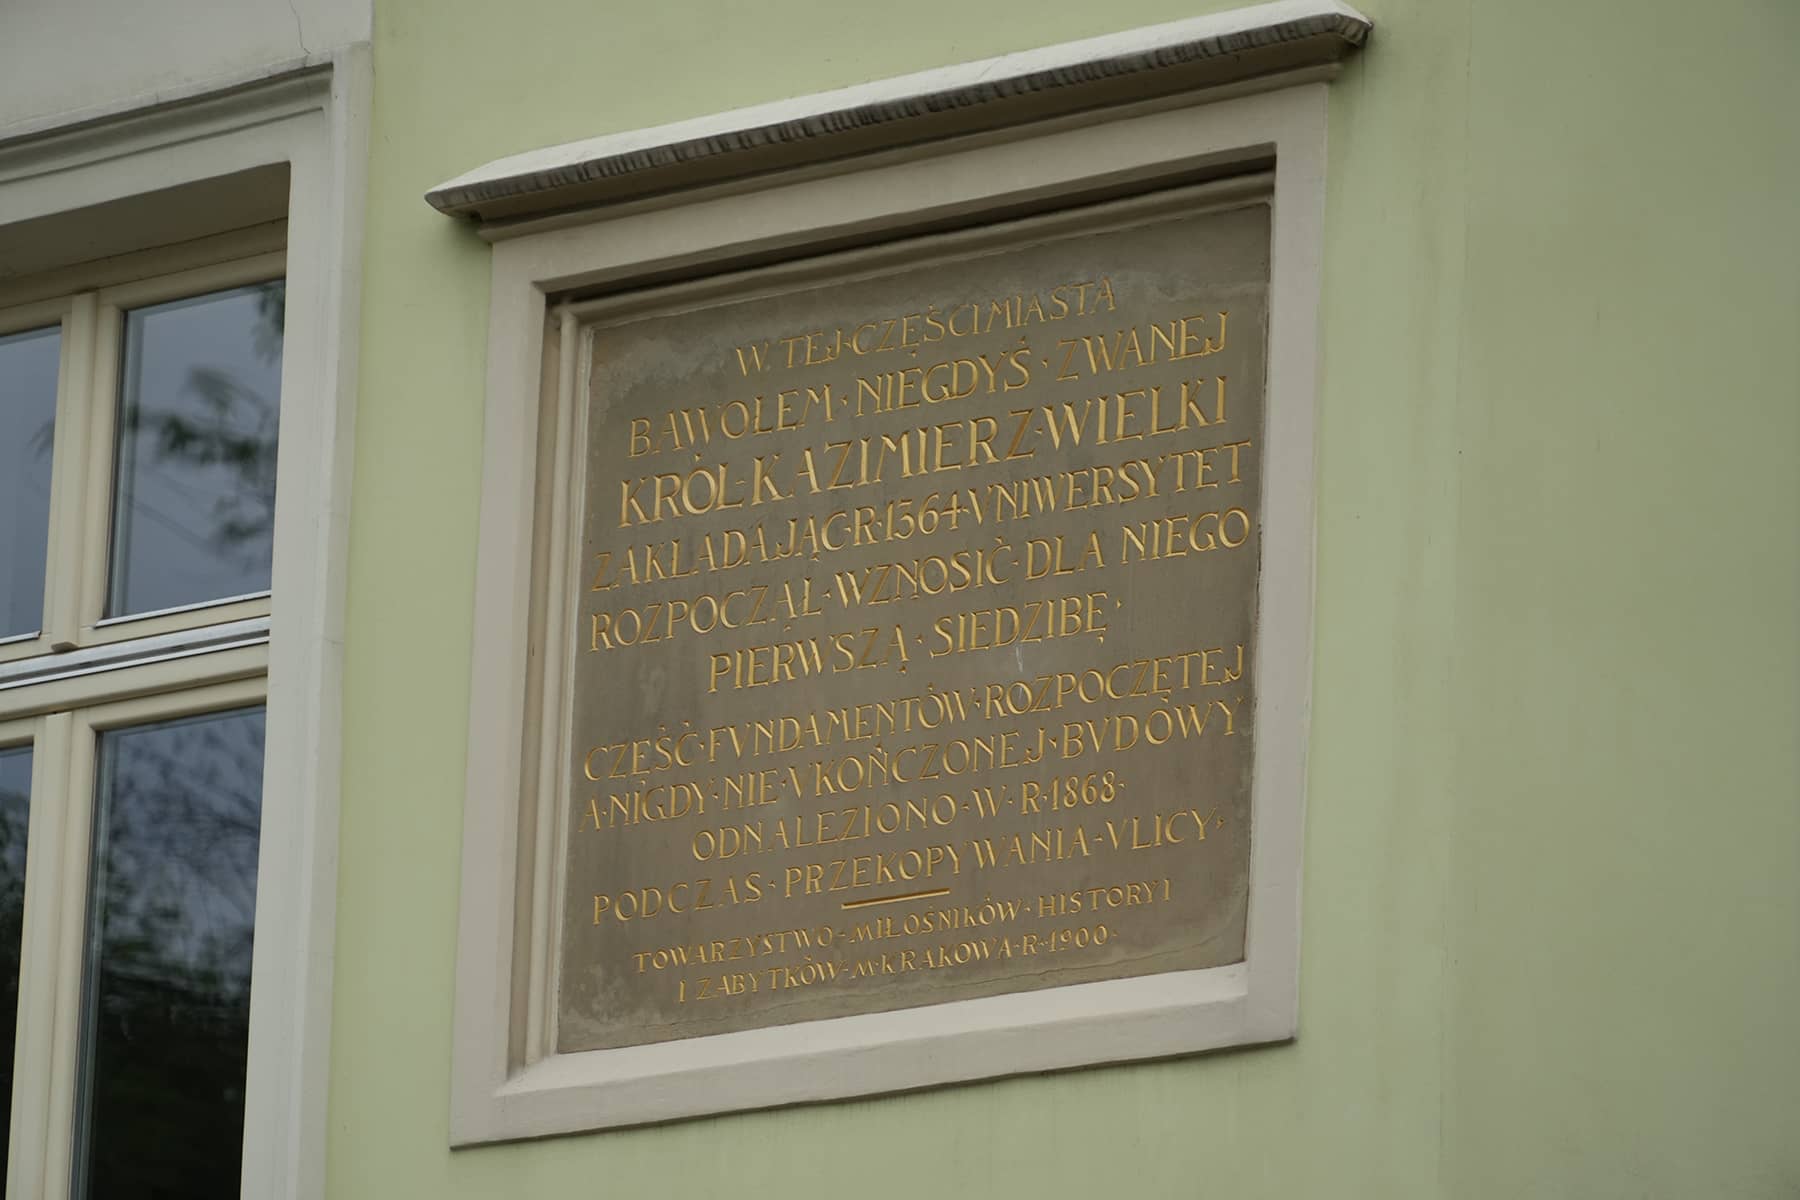 W·TEJ·CZĘŚCI MIASTA
BAWOŁEM·NIEGDYŚ·ZWANEJ
KRÓL·KAZIMIERZ·WIELKI
ZAKŁADAJĄC·R·1364·VNIWERSYTET
ROZPOCZĄŁ·WZNOSIĆ·DLA NIEGO
PIERWSZĄ·SIEDZIBĘ·
CZĘŚĆ·FVNDAMENTÓW·ROZPOCZĘTEJ
A·NIGDY·NIE·VKOŃCZONEJ·BVDOWY
ODNALEZIONO·W·R·1868·
PODCZAS·PRZEKOPYWANIA·VLICY·
TOWARZYSTWO·MIŁOŚNIKÓW·HISTORYI
I ZABYTKÓW·M·KRAKOWA·R·1900·